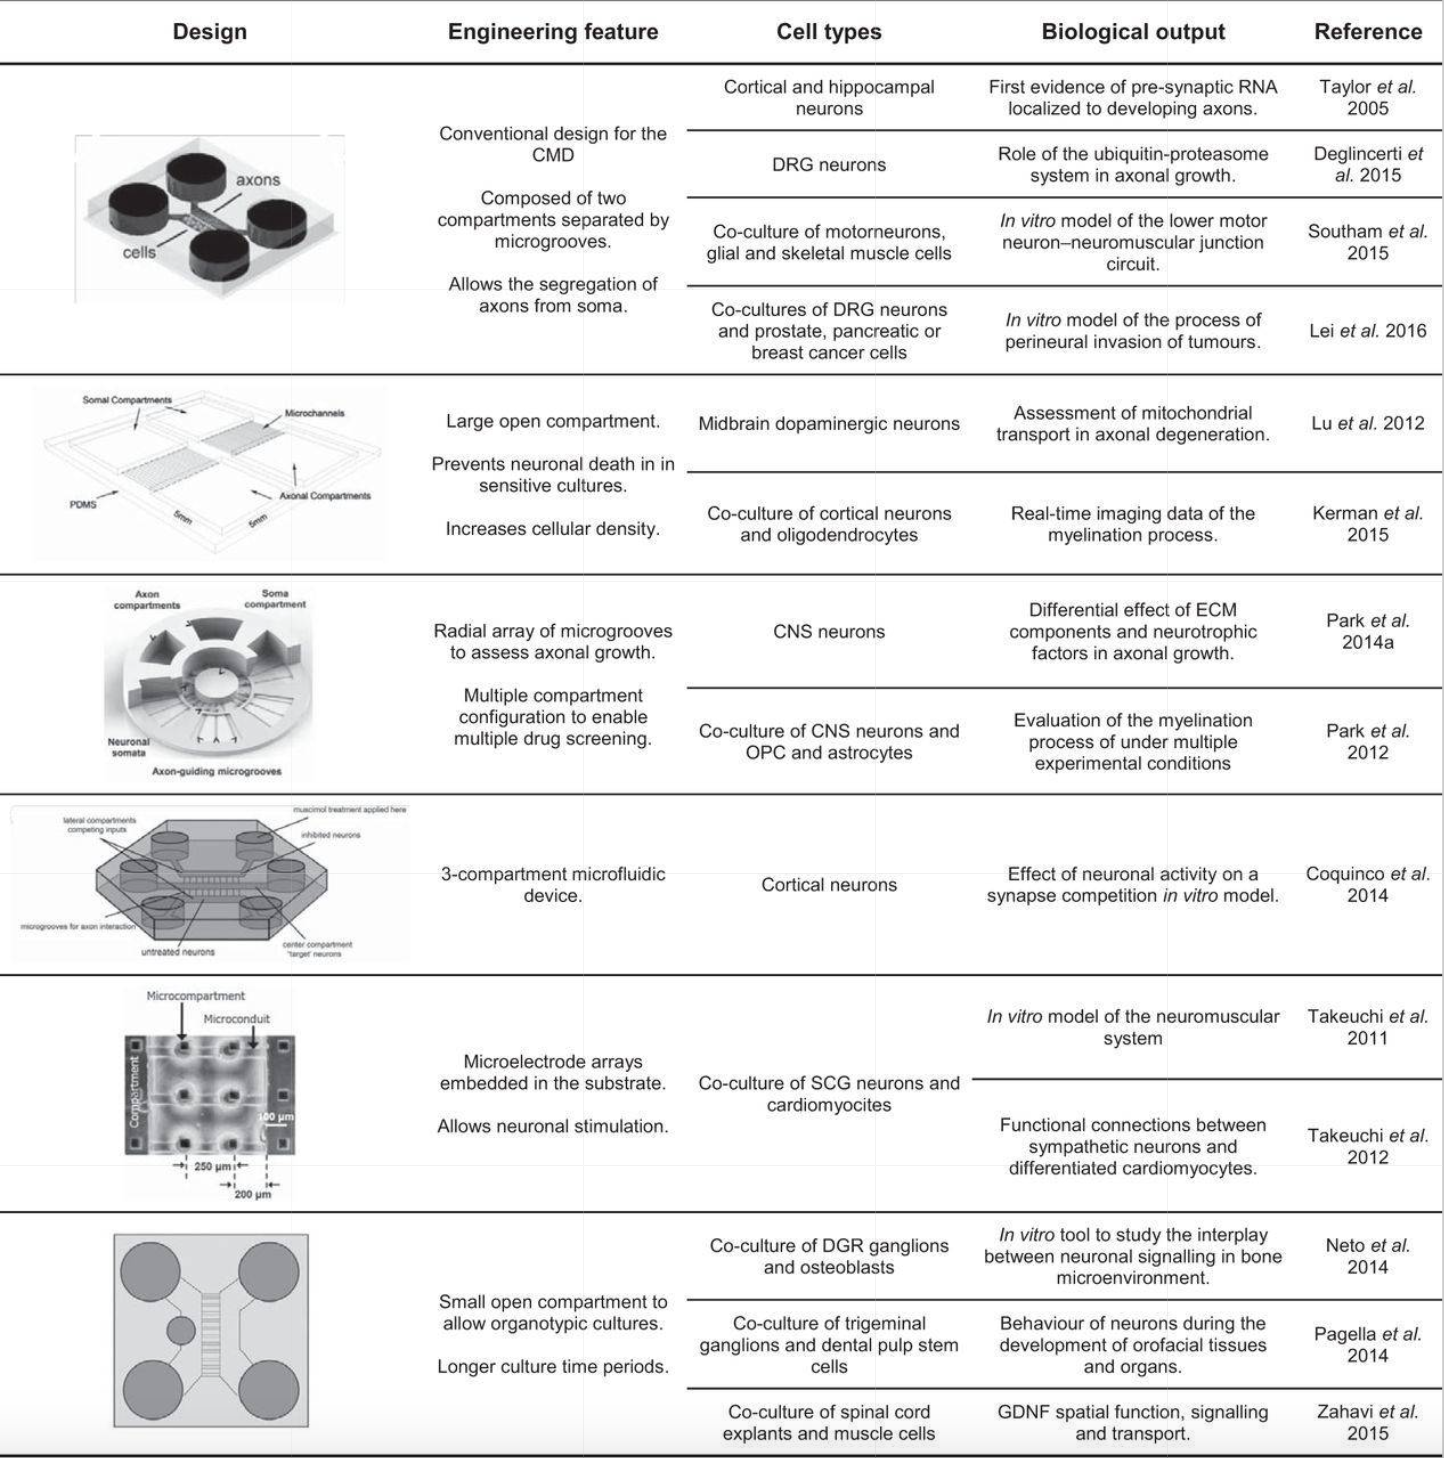 Design
Engineering feature
Cell types
Biological output
Reference
axons
cells
Conventional design for the
CMD
Composed of two
compartments separated by
microgrooves.
Allows the segregation of
axons from soma.
Cortical and hippocampal
neurons
First evidence of pre-synaptic RNA
localized to developing axons.
Taylor et al.
2005
DRG neurons
Role of the ubiquitin-proteasome
system in axonal growth.
Deglincerti et
al. 2015
Co-culture of motorneurons,
glial and skeletal muscle cells
In vitro model of the lower motor
neuron–neuromuscular junction
circuit.
Southam et al.
2015
Co-cultures of DRG neurons
and prostate, pancreatic or
breast cancer cells
In vitro model of the process of
perineural invasion of tumours.
Lei et al. 2016
Somal Compartments
Microchannels
PDMS
Axonal Compartments
5mm
5mm
Large open compartment.
Prevents neuronal death in in
sensitive cultures.
Increases cellular density.
Midbrain dopaminergic neurons
Assessment of mitochondrial
transport in axonal degeneration.
Lu et al. 2012
Co-culture of cortical neurons
and oligodendrocytes
Real-time imaging data of the
myelination process.
Kerman et al.
2015
Axon
compartments
Soma
compartment
Neuronal
somata
Axon-guiding microgrooves
Radial array of microgrooves
to assess axonal growth.
Multiple compartment
configuration to enable
multiple drug screening.
CNS neurons
Differential effect of ECM
components and neurotrophic
factors in axonal growth.
Park et al.
2014a
Co-culture of CNS neurons and
OPC and astrocytes
Evaluation of the myelination
process of under multiple
experimental conditions
Park et al.
2012
muscimol treatment applied here
lateral compartments
competing inputs
inhibited neurons
microgrooves for axon interaction
untreated neurons
center compartment
'target' neurons
3-compartment microfluidic
device.
Cortical neurons
Effect of neuronal activity on a
synapse competition in vitro model.
Coquinco et al.
2014
Microcompartment
Microconduit
Compartment
100 µm
250 µm
200 µm
Microelectrode arrays
embedded in the substrate.
Allows neuronal stimulation.
Co-culture of SCG neurons and
cardiomyocites
In vitro model of the neuromuscular
system
Takeuchi et al.
2011
Functional connections between
sympathetic neurons and
differentiated cardiomyocytes.
Takeuchi et al.
2012
Small open compartment to
allow organotypic cultures.
Longer culture time periods.
Co-culture of DGR ganglions
and osteoblasts
In vitro tool to study the interplay
between neuronal signalling in bone
microenvironment.
Neto et al.
2014
Co-culture of trigeminal
ganglions and dental pulp stem
cells
Behaviour of neurons during the
development of orofacial tissues
and organs.
Pagella et al.
2014
Co-culture of spinal cord
explants and muscle cells
GDNF spatial function, signalling
and transport.
Zahavi et al.
2015